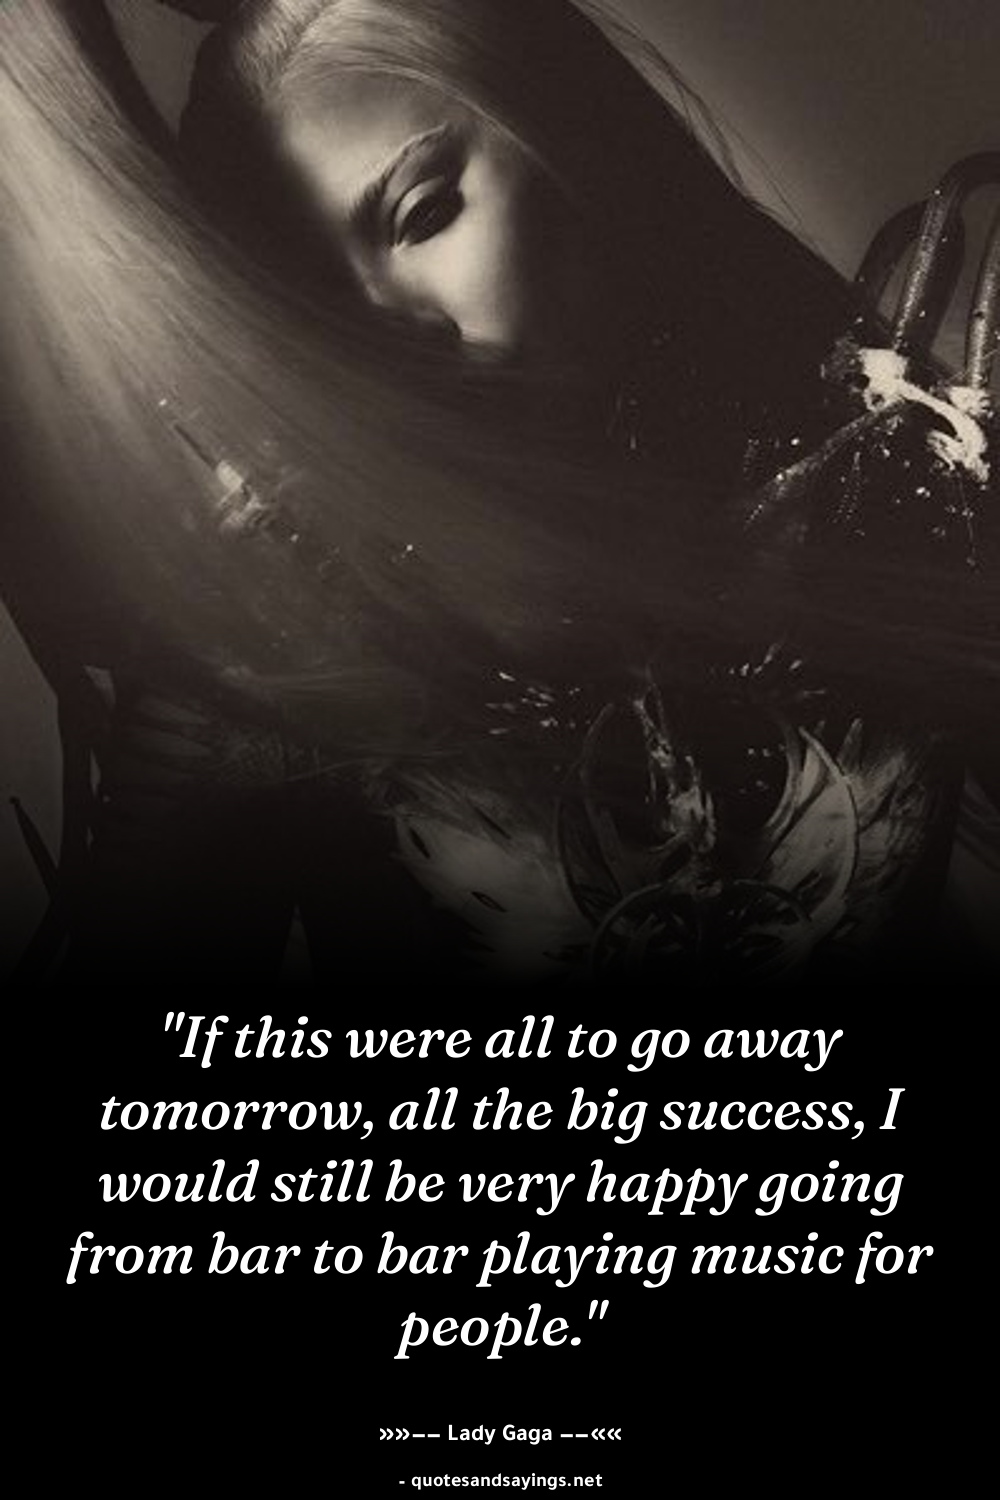 "If this were all to go away
tomorrow, all the big success, I
would still be very happy going
from bar to bar playing music for
people."
»»−− Lady Gaga −−««
- quotesandsayings.net